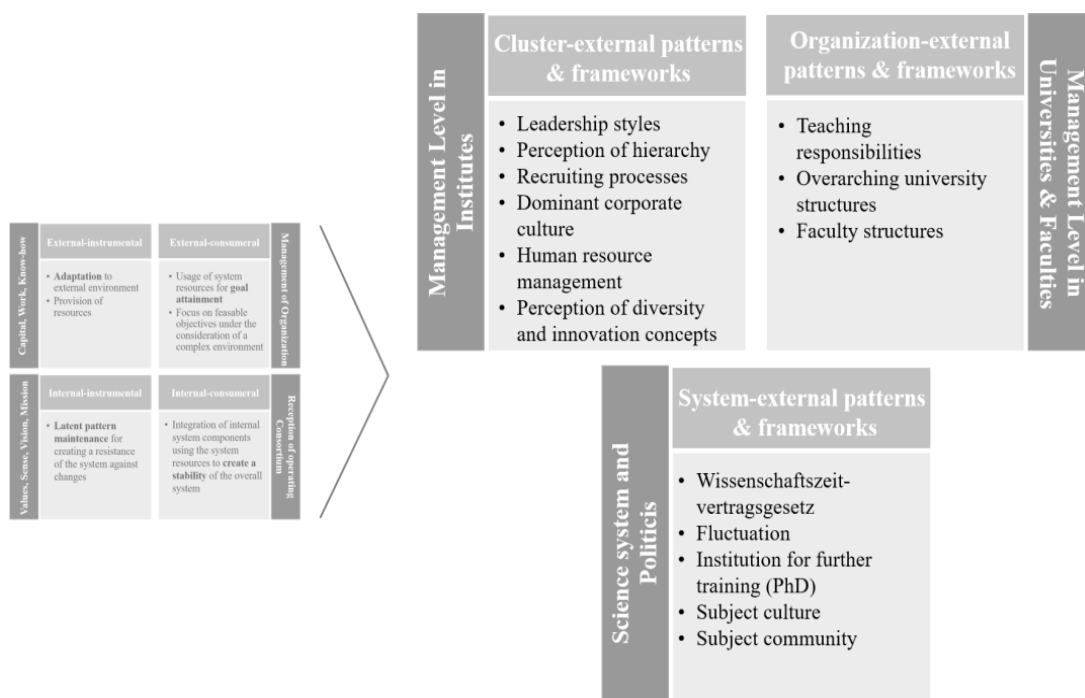 Capital, Work, Know-how
External-instrumental
• Adaptation to
external environment
• Provision of
resources
External-consumeral
• Usage of system
resources for goal
attainment
• Focus on feasable
objectives under the
consideration of a
complex environment
Management of Organization
Values, Sense, Vision, Mission
Internal-instrumental
• Latent pattern
maintenance for
creating a resistance
of the system against
changes
Internal-consumeral
• Integration of internal
system components
using the system
resources to create a
stability of the overall
system
Reception of operating
Consortium
Management Level in
Institutes
Cluster-external patterns
& frameworks
• Leadership styles
• Perception of hierarchy
• Recruiting processes
• Dominant corporate
culture
• Human resource
management
• Perception of diversity
and innovation concepts
Organization-external
patterns & frameworks
• Teaching
responsibilities
• Overarching university
structures
• Faculty structures
Management Level in
Universities & Faculties
Science system and
Politicis
System-external patterns
& frameworks
• Wissenschaftszeit-
vertragsgesetz
• Fluctuation
• Institution for further
training (PhD)
• Subject culture
• Subject community